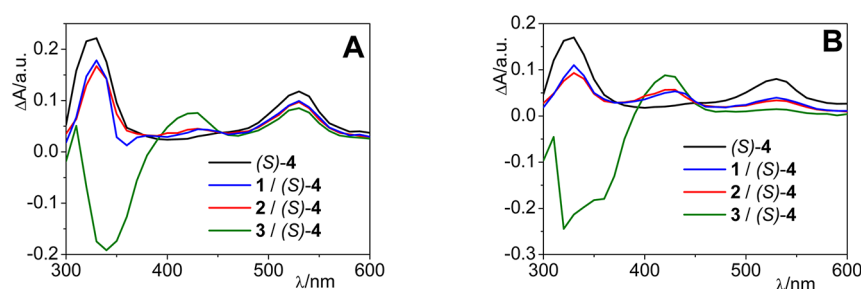 A
ΔA/a.u.
0.2
0.1
0.0
-0.1
-0.2
300
400
500
600
λ/nm
(S)-4
1 / (S)-4
2 / (S)-4
3 / (S)-4
B
ΔA/a.u.
0.2
0.1
0.0
-0.1
-0.2
-0.3
300
400
500
600
λ/nm
(S)-4
1 / (S)-4
2 / (S)-4
3 / (S)-4